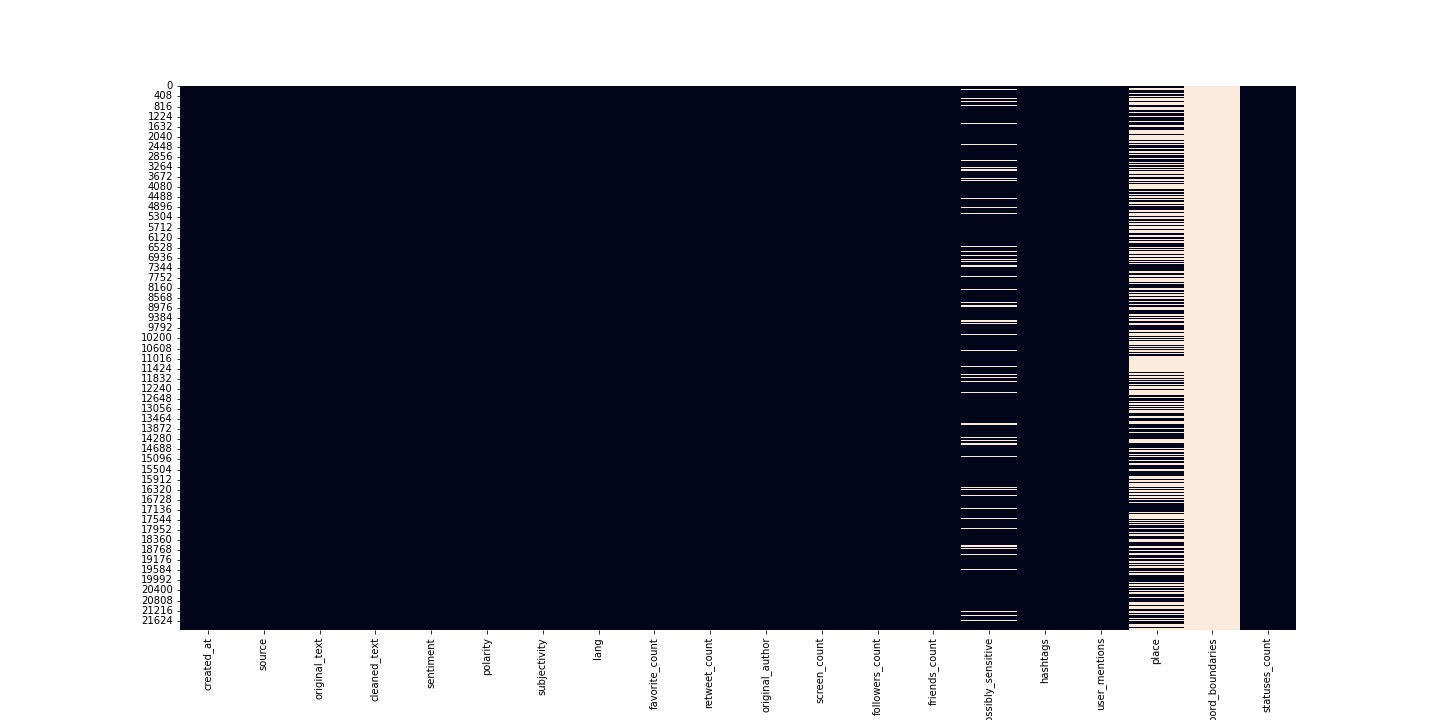 0
408
816
1224
1632
2040
2448
2856
3264
3672
4080
4488
4896
5304
5712
6120
6528
6936
7344
7752
8160
8568
8976
9384
9792
10200
10608
11016
11424
11832
12240
12648
13056
13464
13872
14280
14688
15096
15504
15912
16320
16728
17136
17544
17952
18360
18768
19176
19584
19992
20400
20808
21216
21624
created_at
source
original_text
cleaned_text
sentiment
polarity
subjectivity
lang
favorite_count
retweet_count
original_author
screen_count
followers_count
friends_count
ossibly_sensitive
hashtags
user_mentions
place
oord_boundaries
statuses_count